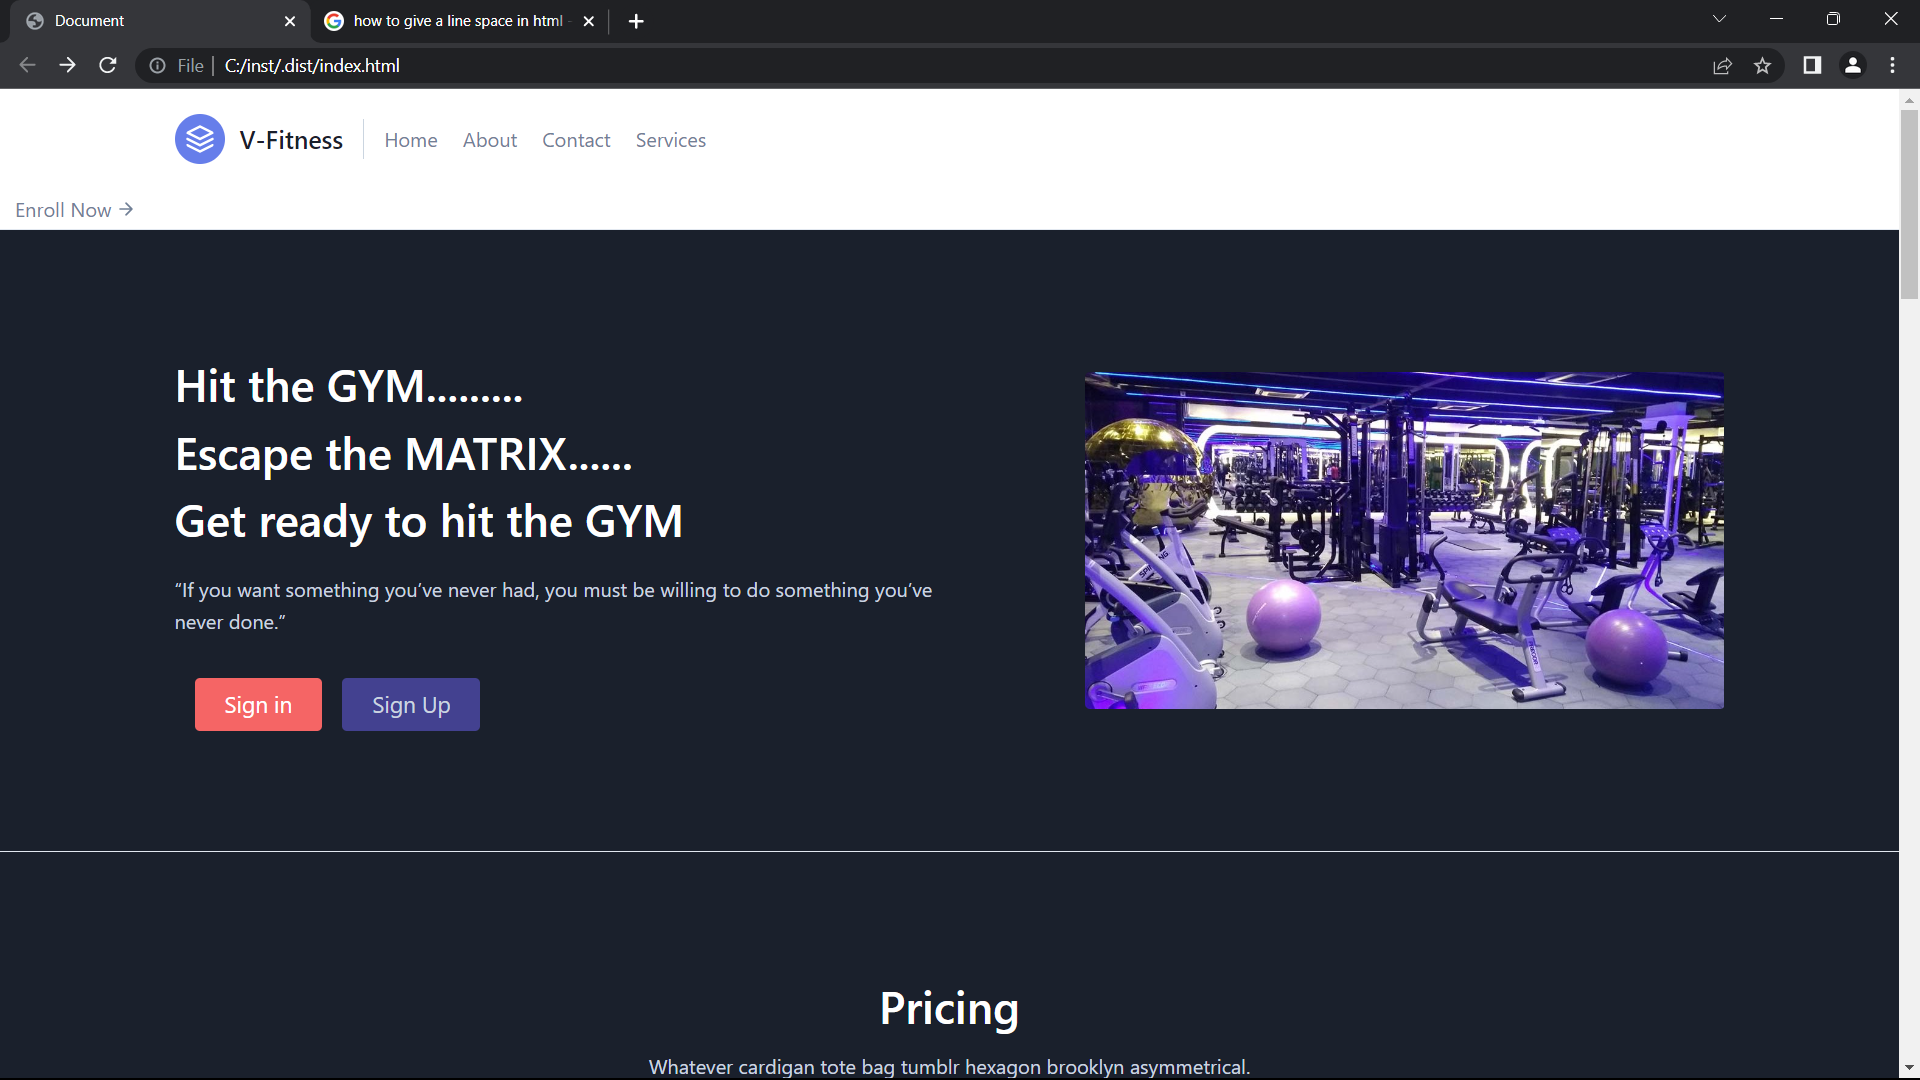 Document
how to give a line space in html
File
C:/inst/.dist/index.html
V-Fitness
Home
About
Contact
Services
Enroll Now →
Hit the GYM.........
Escape the MATRIX......
Get ready to hit the GYM
“If you want something you’ve never had, you must be willing to do something you’ve
never done.”
Sign in
Sign Up
Pricing
Whatever cardigan tote bag tumblr hexagon brooklyn asymmetrical.